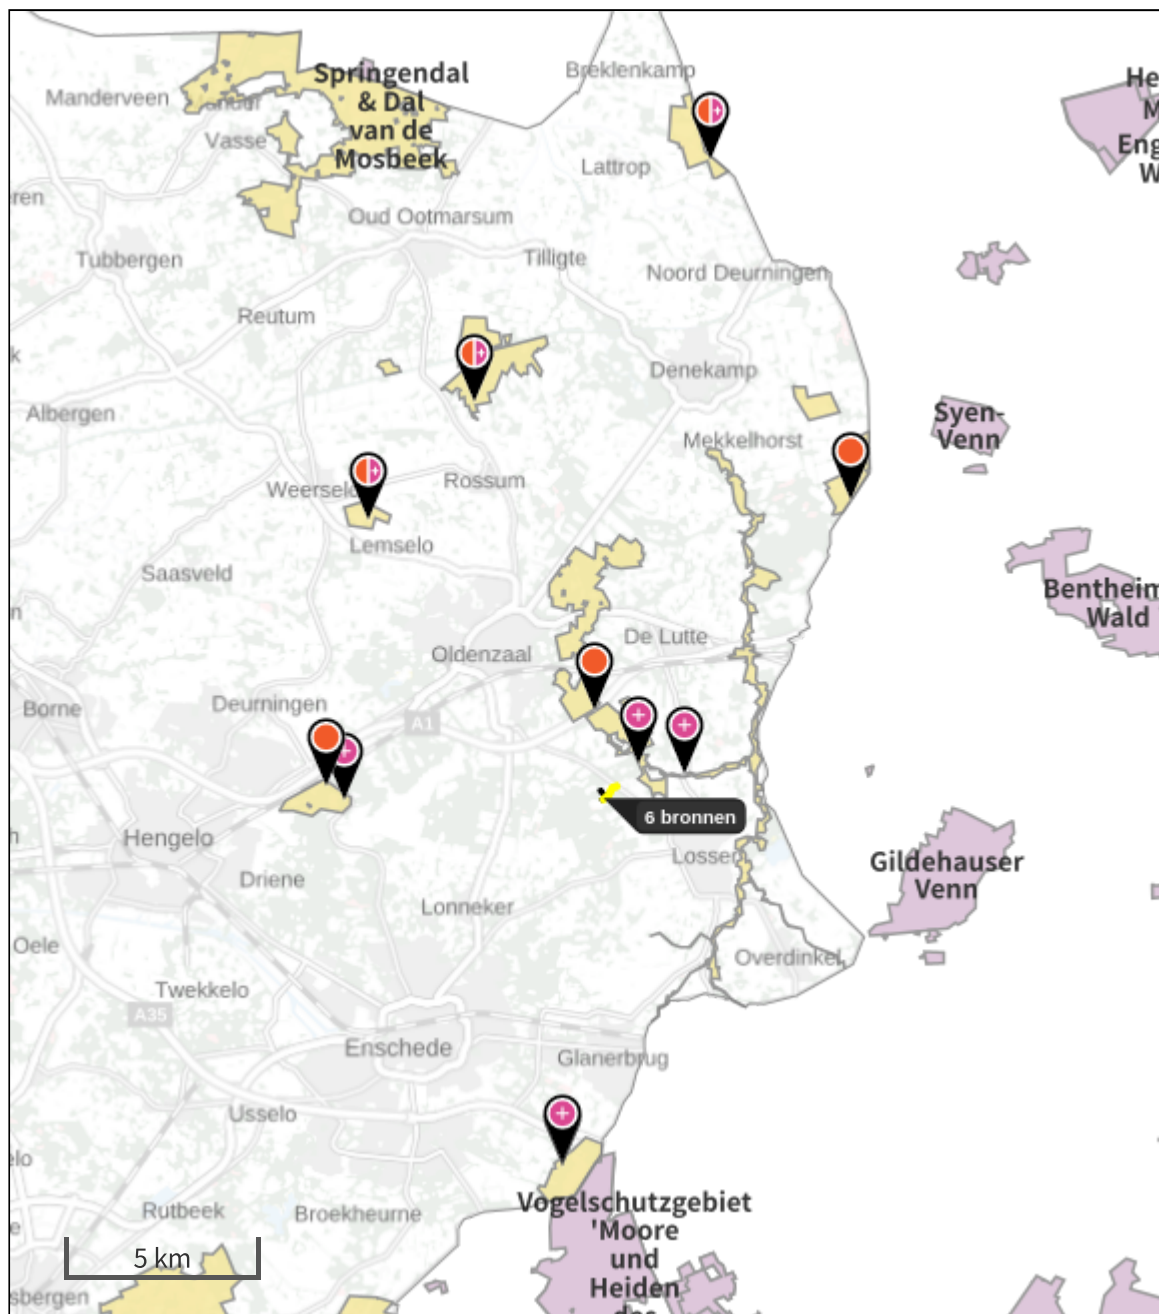 Breklenkamp
Springendal
& Dal
van de
Mosbeek
Manderveen
Vasse
Lattrop
Oud Ootmarsum
Tilligte
Tubbergen
Noord Deurningen
Reutum
Denekamp
Albergen
Syen-
Venn
Mekkelhorst
Rossum
Lemselo
Saasveld
Bentheim
Wald
De Lutte
Oldenzaal
Deurningen
Borne
A1
6 bronnen
Hengelo
Gildehauser
Venn
Driene
Lonneker
Oele
Overdinkel
Twekkelo
A35
Enschede
Glanerbrug
Usselo
Vogelschutzgebiet
'Moore
und
Heiden
Rutbeek
Broekheurne
5 km